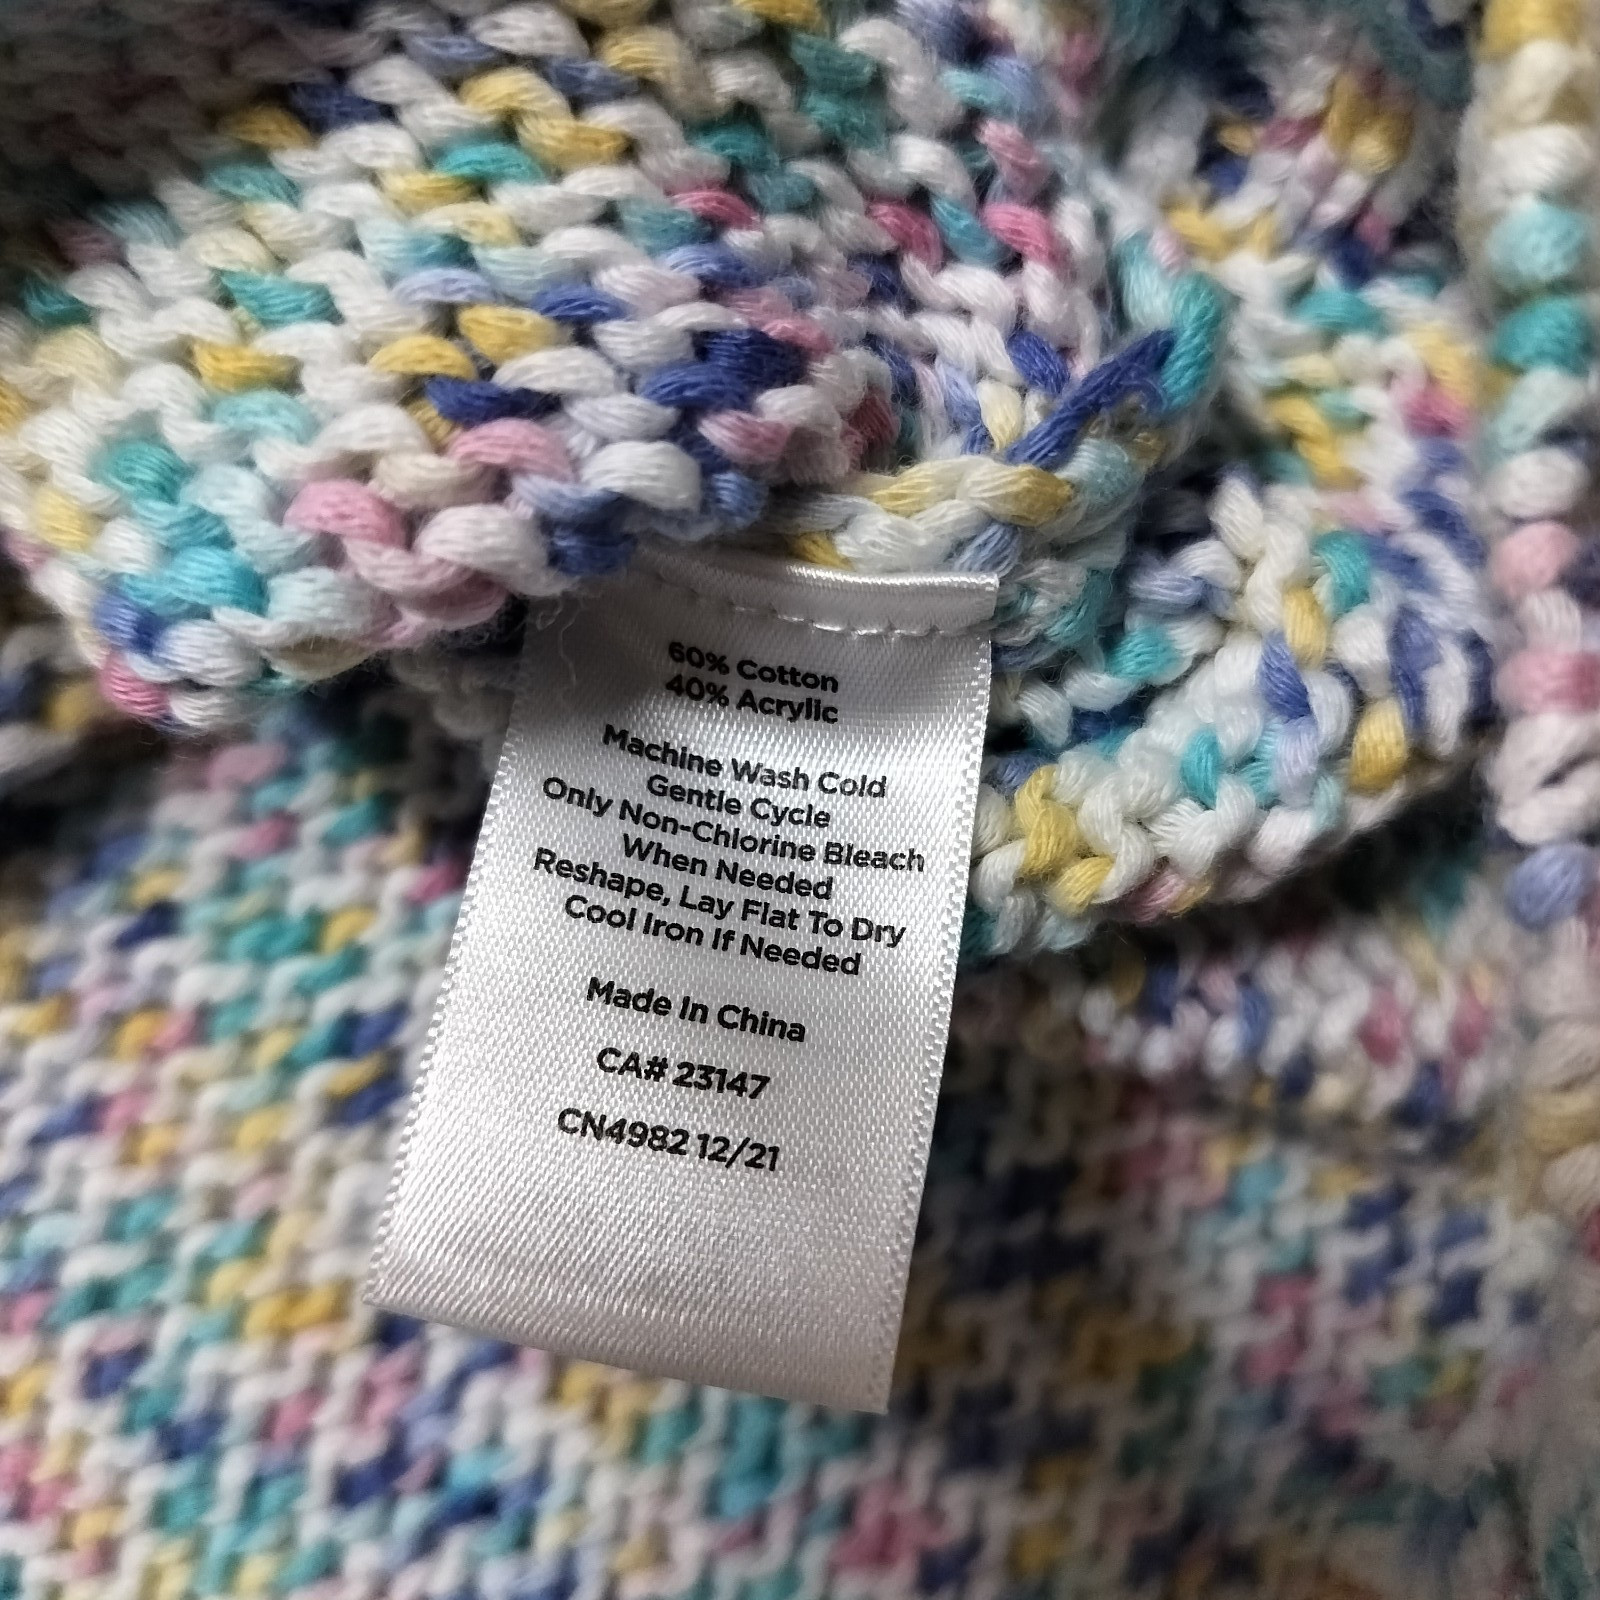 60% Cotton
40% Acrylic
Machine Wash Cold
Gentle Cycle
Only Non-Chlorine Bleach
When Needed
Reshape, Lay Flat To Dry
Cool Iron If Needed
Made In China
CA# 23147
CN4982 12/21